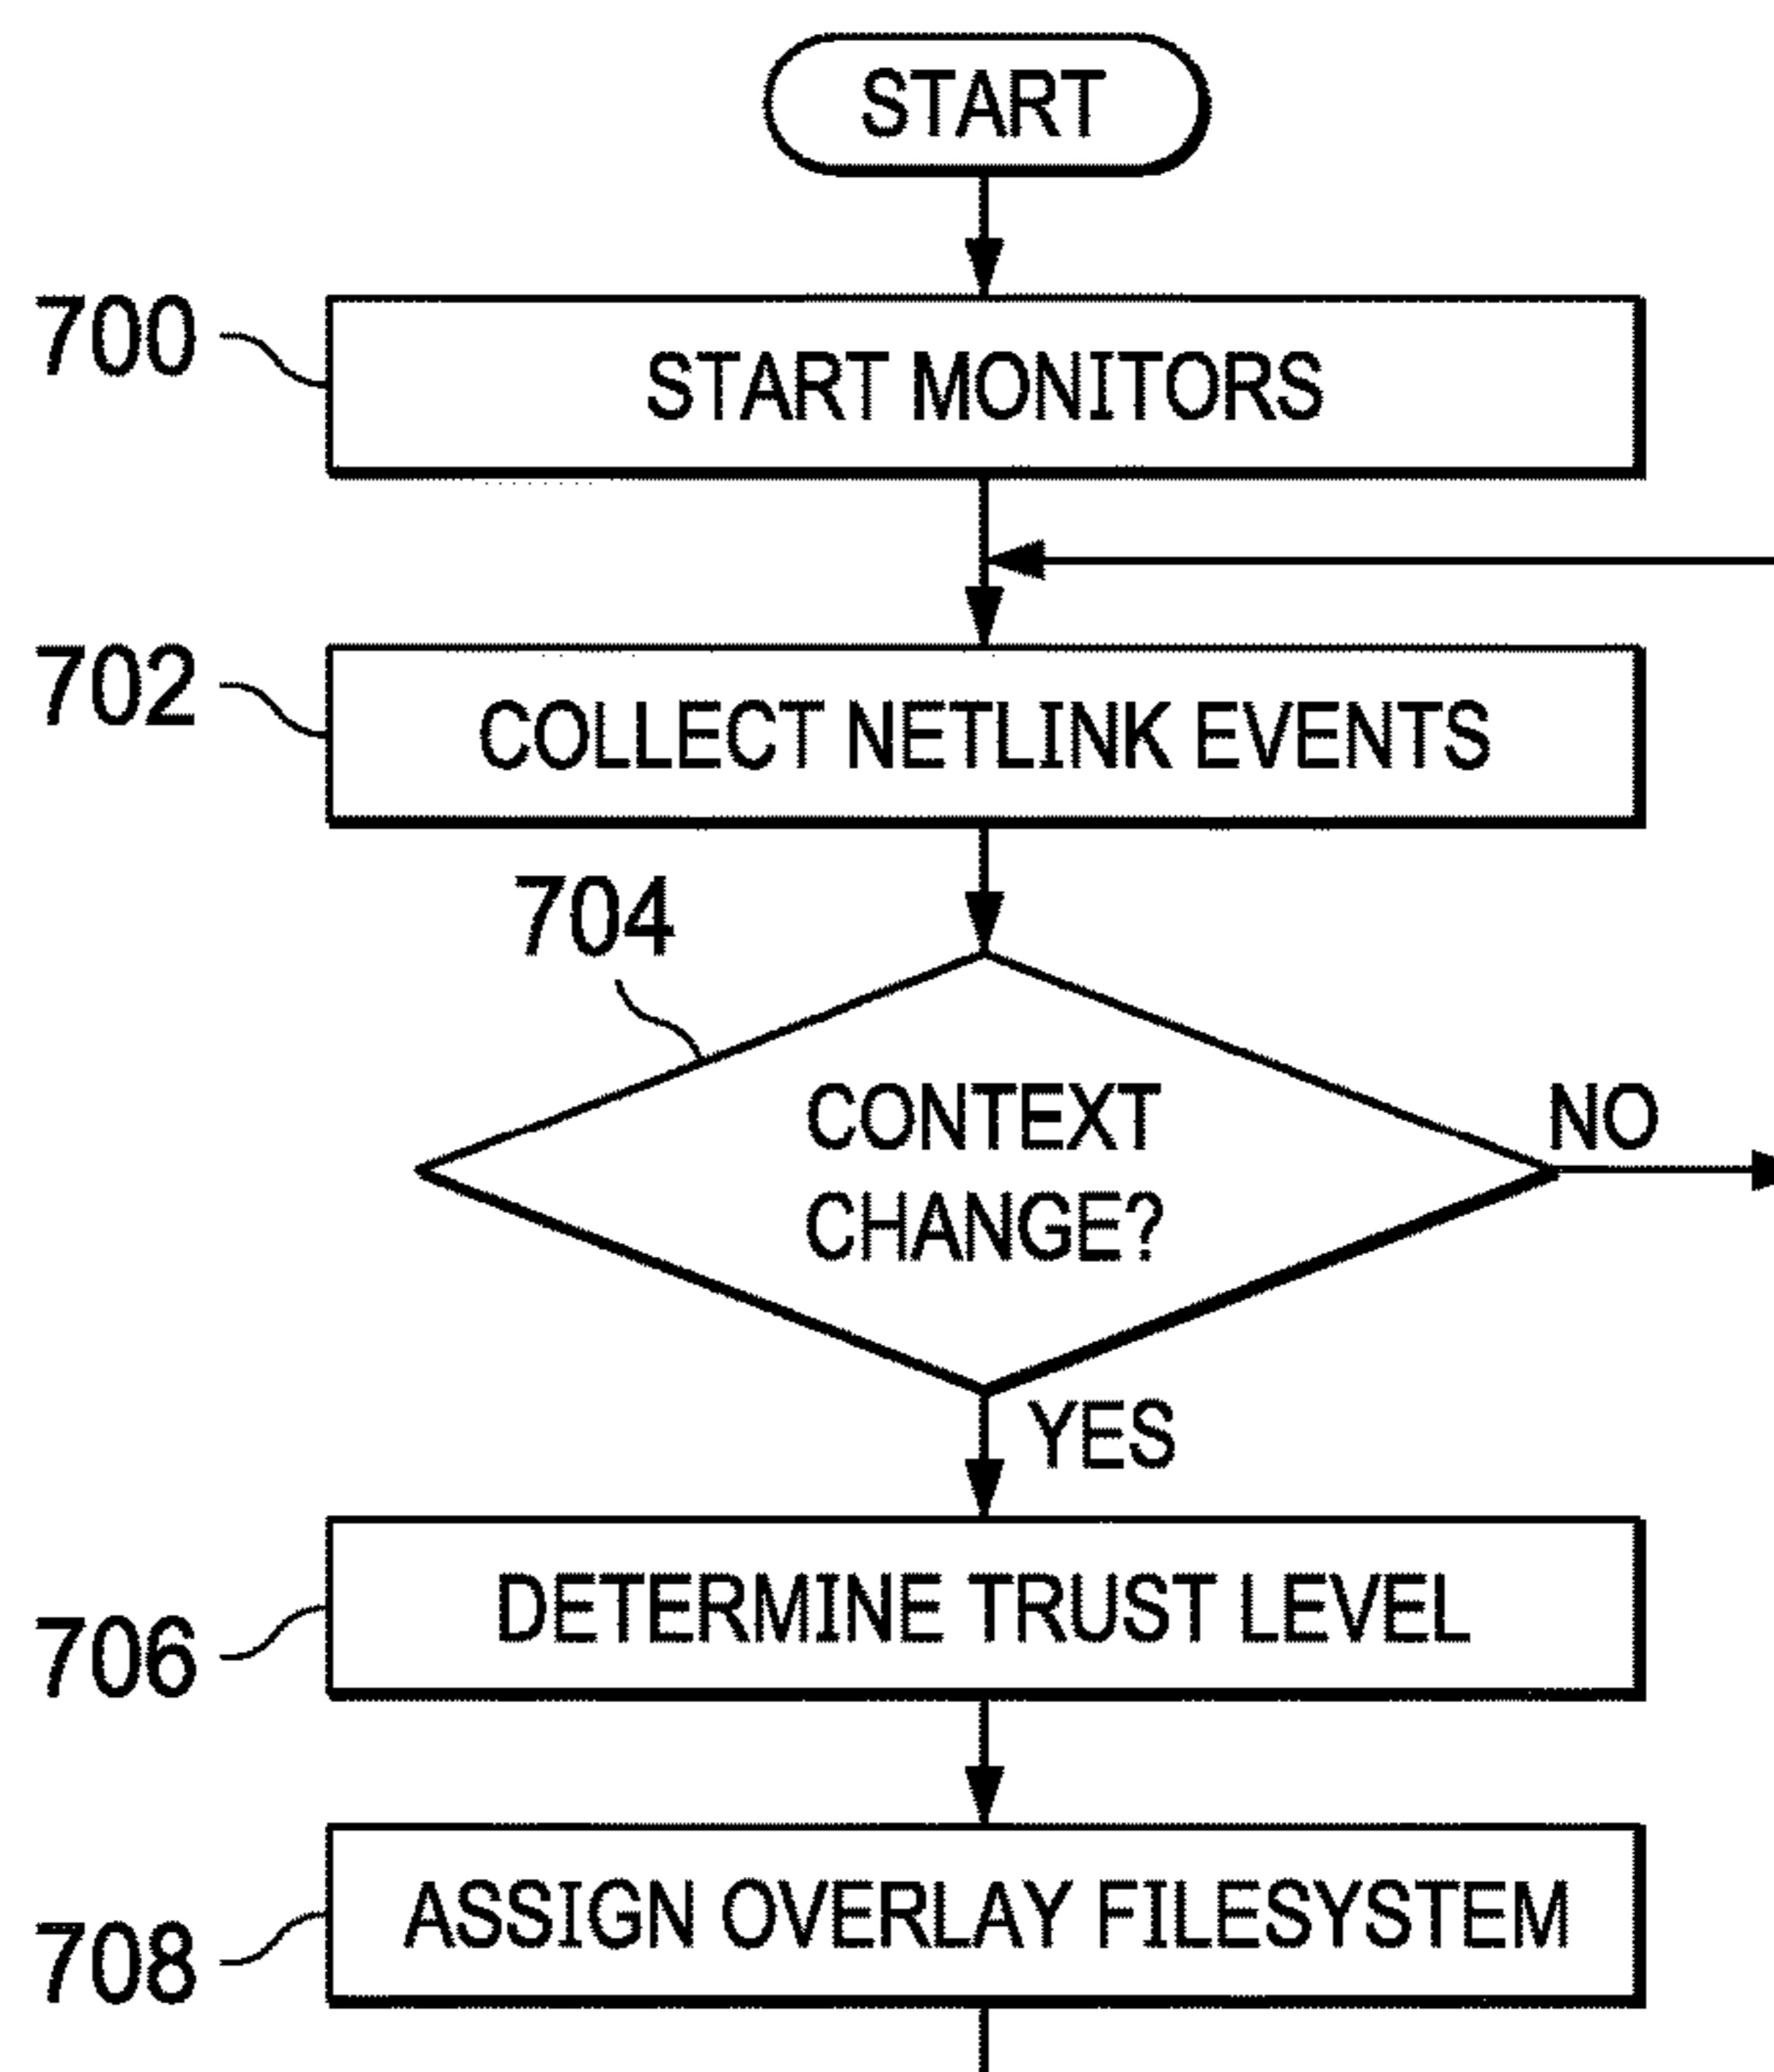 START
700
START MONITORS
702
COLLECT NETLINK EVENTS
704
CONTEXT
CHANGE?
NO
YES
706
DETERMINE TRUST LEVEL
708
ASSIGN OVERLAY FILESYSTEM